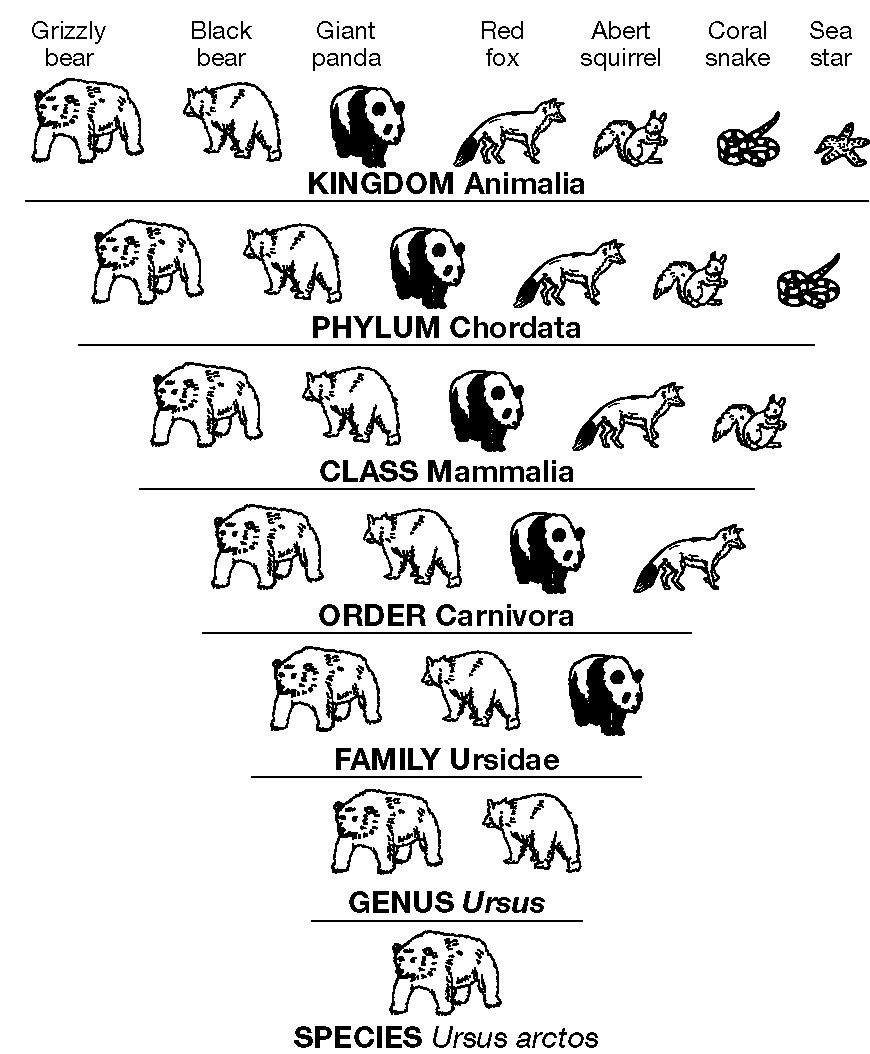 Grizzly bear
Black bear
Giant panda
Red fox
Abert squirrel
Coral snake
Sea star
KINGDOM Animalia
PHYLUM Chordata
CLASS Mammalia
ORDER Carnivora
FAMILY Ursidae
GENUS Ursus
SPECIES Ursus arctos